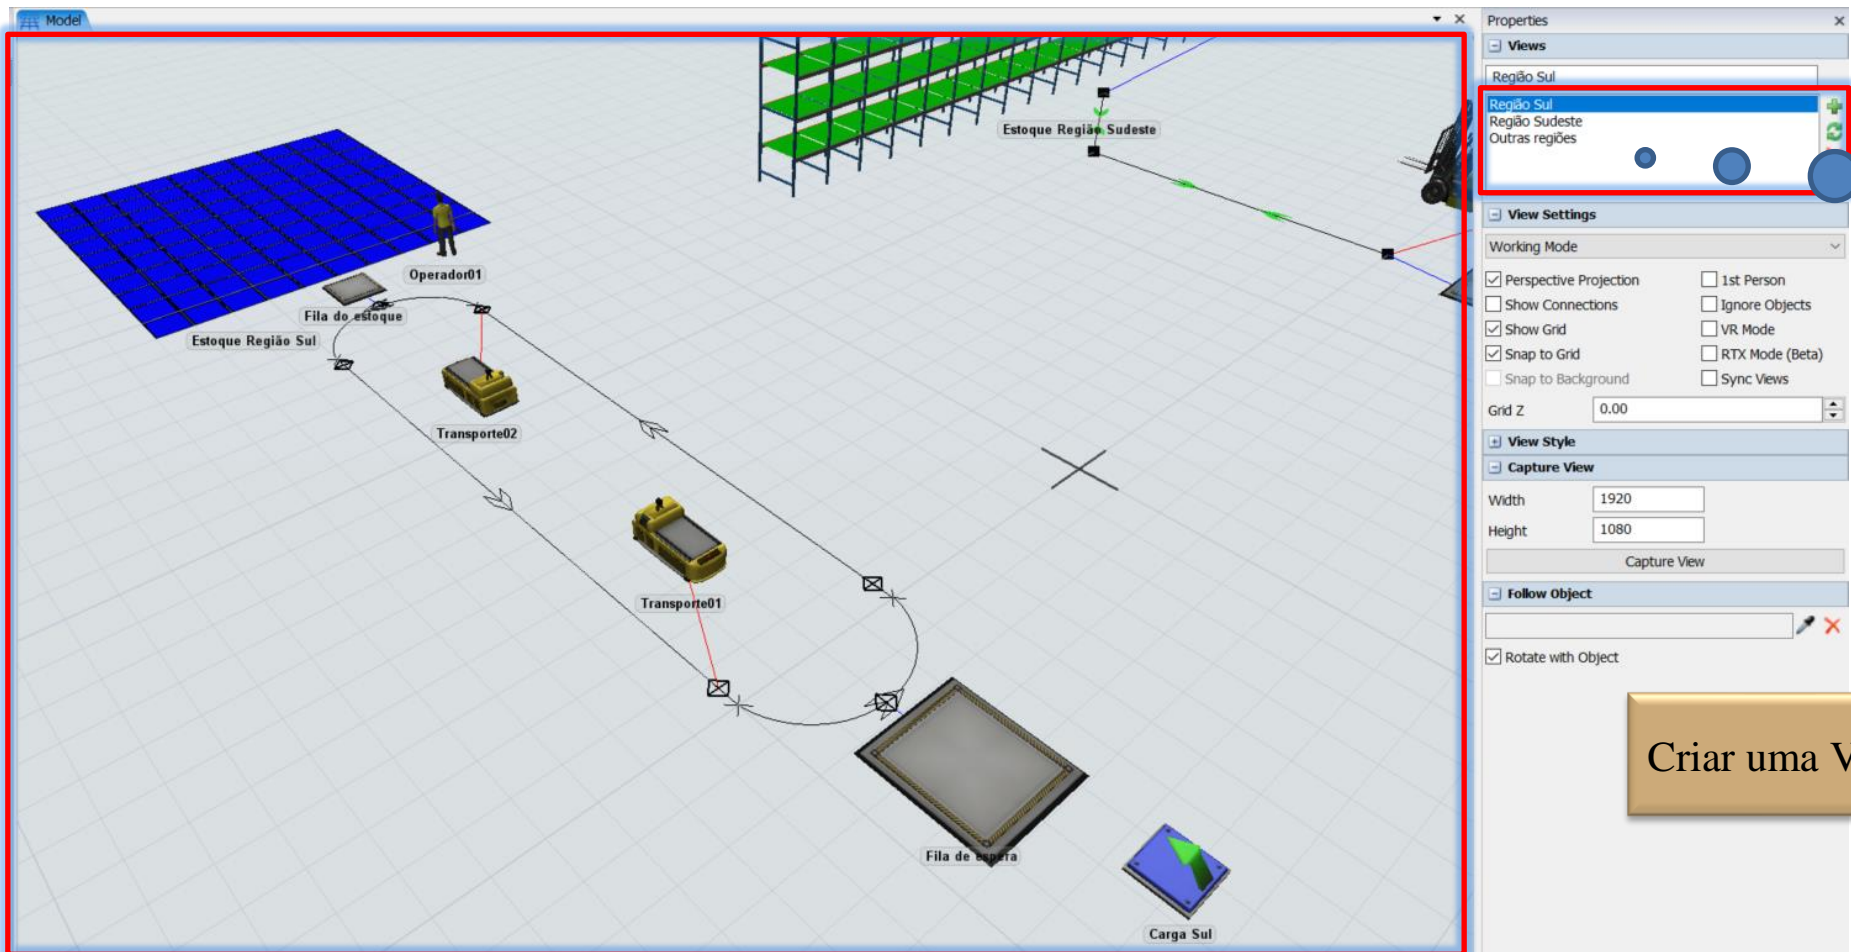 Model
Estoque Região Sudeste
Operador01
Fila do estoque
Estoque Região Sul
Transporte02
Transporte01
Fila de espera
Carga Sul
Properties
Views
Região Sul
Região Sul
Região Sudeste
Outras regiões
View Settings
Working Mode
Perspective Projection
1st Person
Show Connections
Ignore Objects
Show Grid
VR Mode
Snap to Grid
RTX Mode (Beta)
Snap to Background
Sync Views
Grid Z 0.00
View Style
Capture View
Width 1920
Height 1080
Capture View
Follow Object
Rotate with Object
Criar uma V